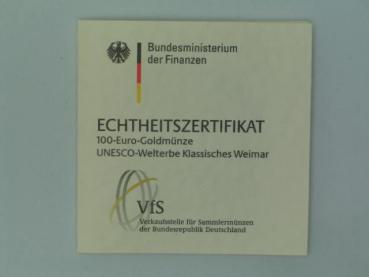 Bundesministerium
der Finanzen
ECHTHEITSZERTIFIKAT
100-Euro-Goldmünze
UNESCO-Welterbe Klassisches Weimar
VfS
Verkaufsstelle für Sammlermünzen
der Bundesrepublik Deutschland